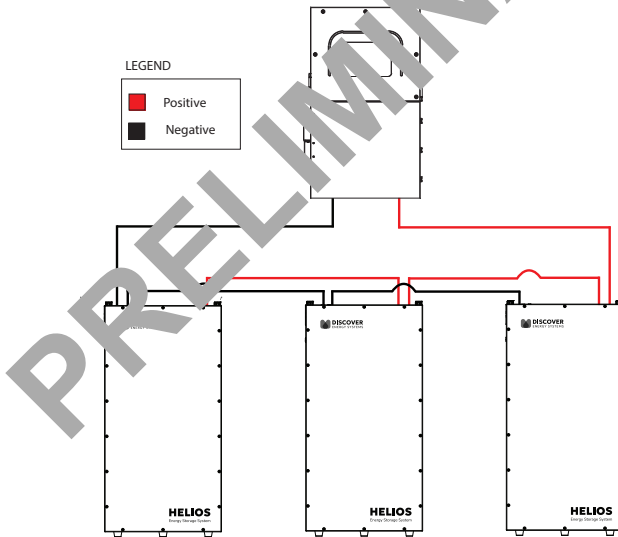 PRELIMIN
LEGEND
Positive
Negative
DISCOVER
ENERGY SYSTEMS
DISCOVER
ENERGY SYSTEMS
HELIOS
Energy Storage System
HELIOS
Energy Storage System
HELIOS
Energy Storage System